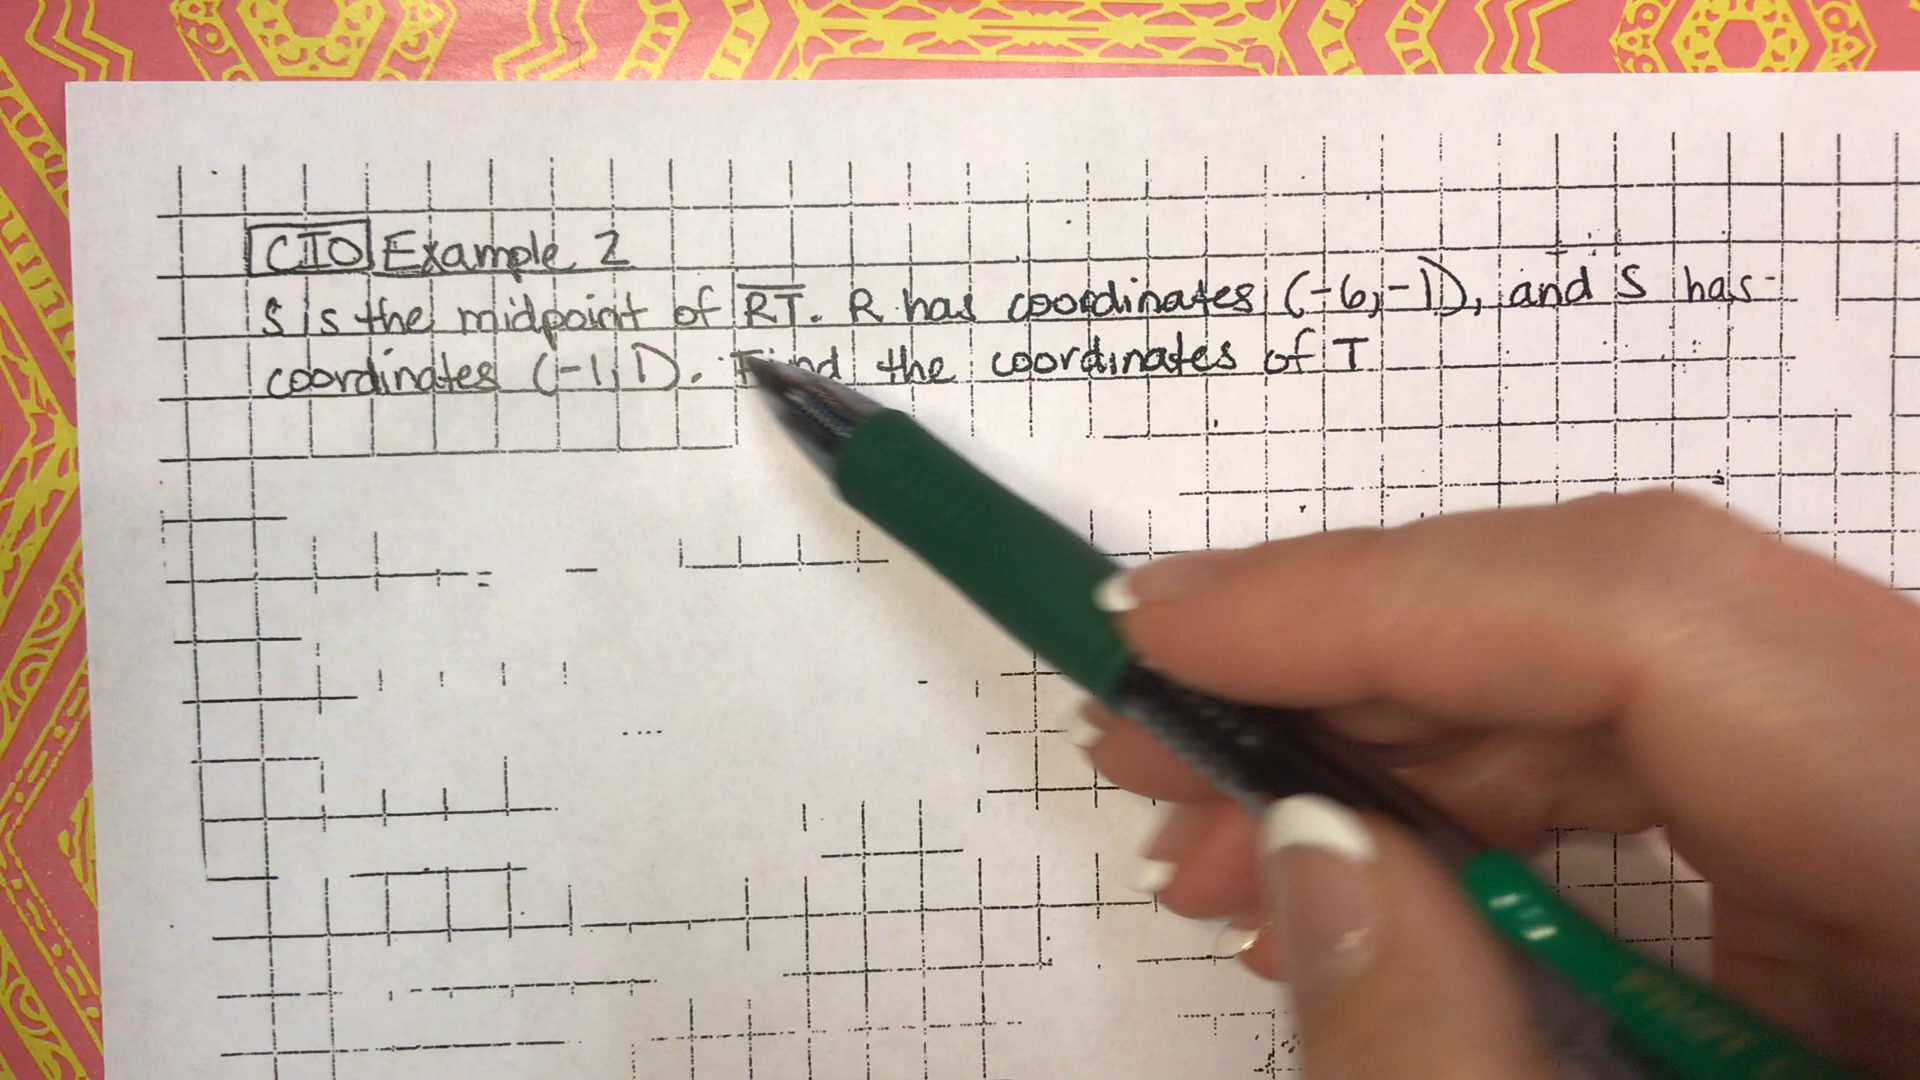 CIO Example 2
S is the midpoint of RT. R has coordinates (-6,-1), and S has
coordinates (-1,1). Find the coordinates of T